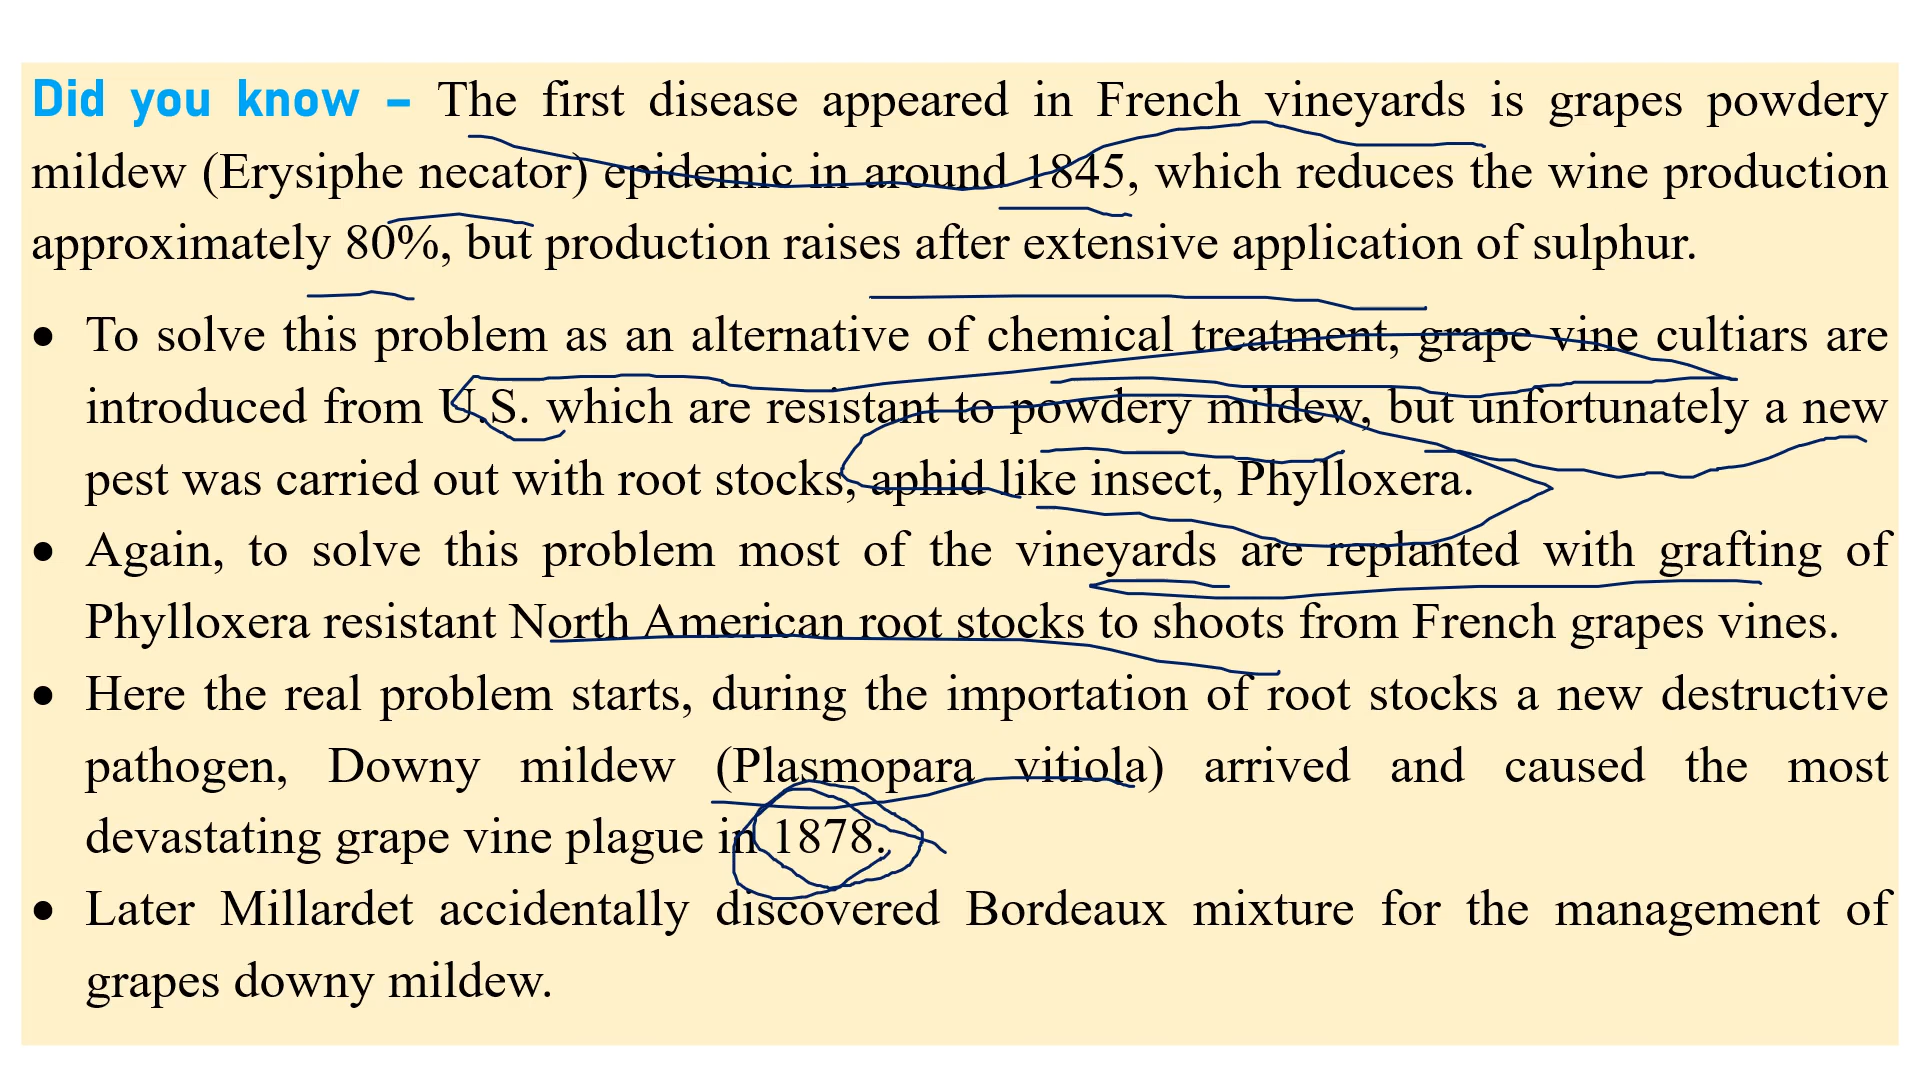 Did you know – The first disease appeared in French vineyards is grapes powdery
mildew (Erysiphe necator) epidemic in around 1845, which reduces the wine production
approximately 80%, but production raises after extensive application of sulphur.
• To solve this problem as an alternative of chemical treatment, grape vine cultiars are
introduced from U.S. which are resistant to powdery mildew, but unfortunately a new
pest was carried out with root stocks, aphid like insect, Phylloxera.
• Again, to solve this problem most of the vineyards are replanted with grafting of
Phylloxera resistant North American root stocks to shoots from French grapes vines.
• Here the real problem starts, during the importation of root stocks a new destructive
pathogen, Downy mildew (Plasmopara vitiola) arrived and caused the most
devastating grape vine plague in 1878.
• Later Millardet accidentally discovered Bordeaux mixture for the management of
grapes downy mildew.